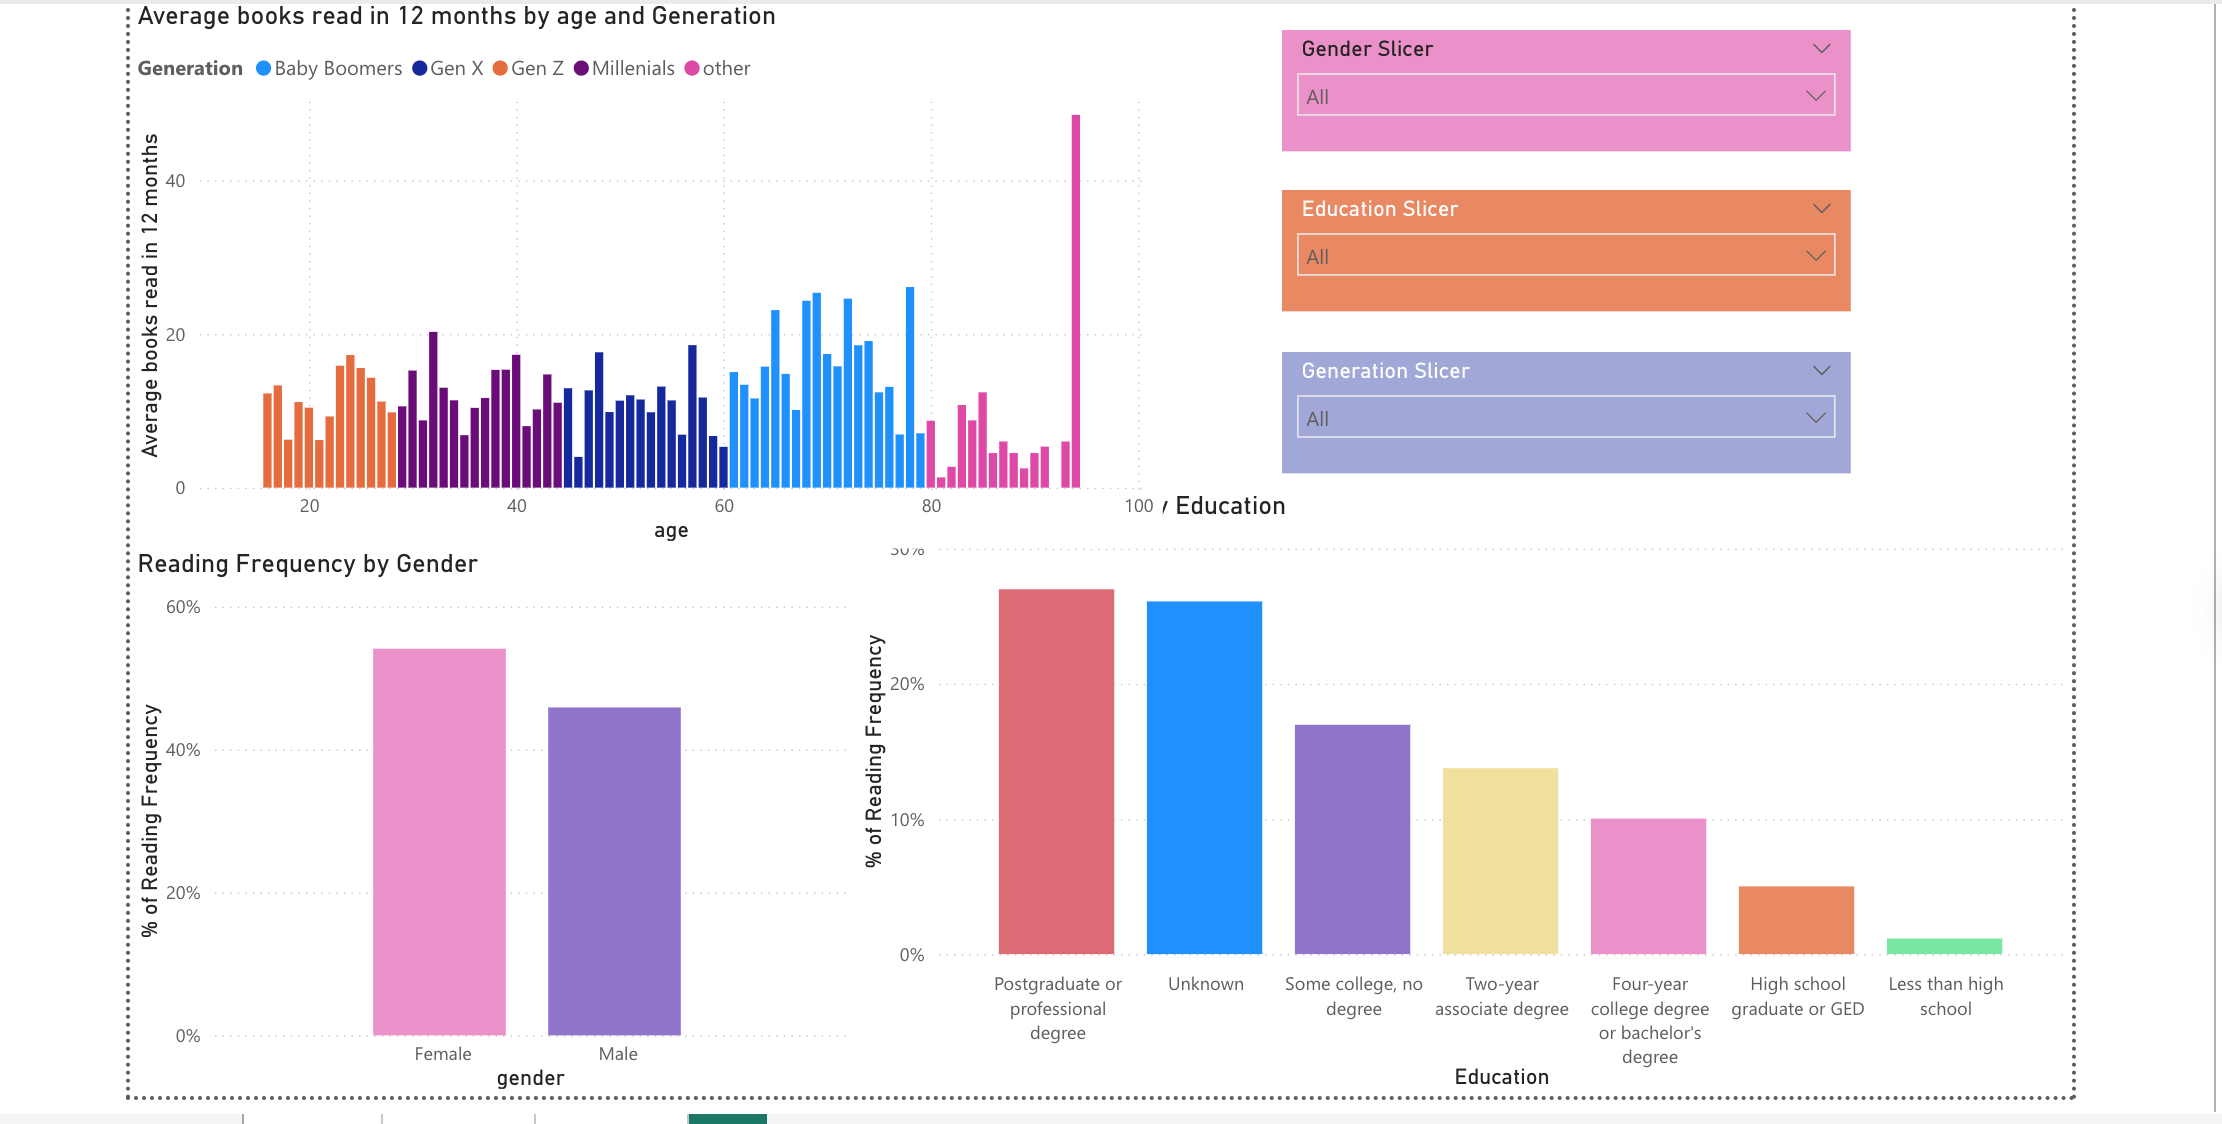 Average books read in 12 months by age and Generation
Generation Baby Boomers Gen X Gen Z Millenials other
Average books read in 12 months
40
20
0
20 40 60 80 100
age
Gender Slicer
All
Education Slicer
All
Generation Slicer
All
Education
Reading Frequency by Gender
% of Reading Frequency
60%
40%
20%
0%
Female Male
gender
% of Reading Frequency
30%
20%
10%
0%
Postgraduate or
professional
degree
Unknown
Some college, no
degree
Two-year
associate degree
Four-year
college degree
or bachelor's
degree
High school
graduate or GED
Less than high
school
Education